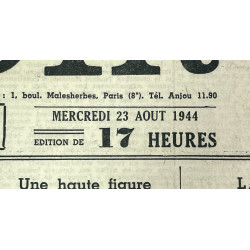 : 1, boul. Malesherbes, Paris (8°). Tél. Anjou 11.90
MERCREDI 23 AOUT 1944
EDITION DE 17 HEURES
Une haute figure